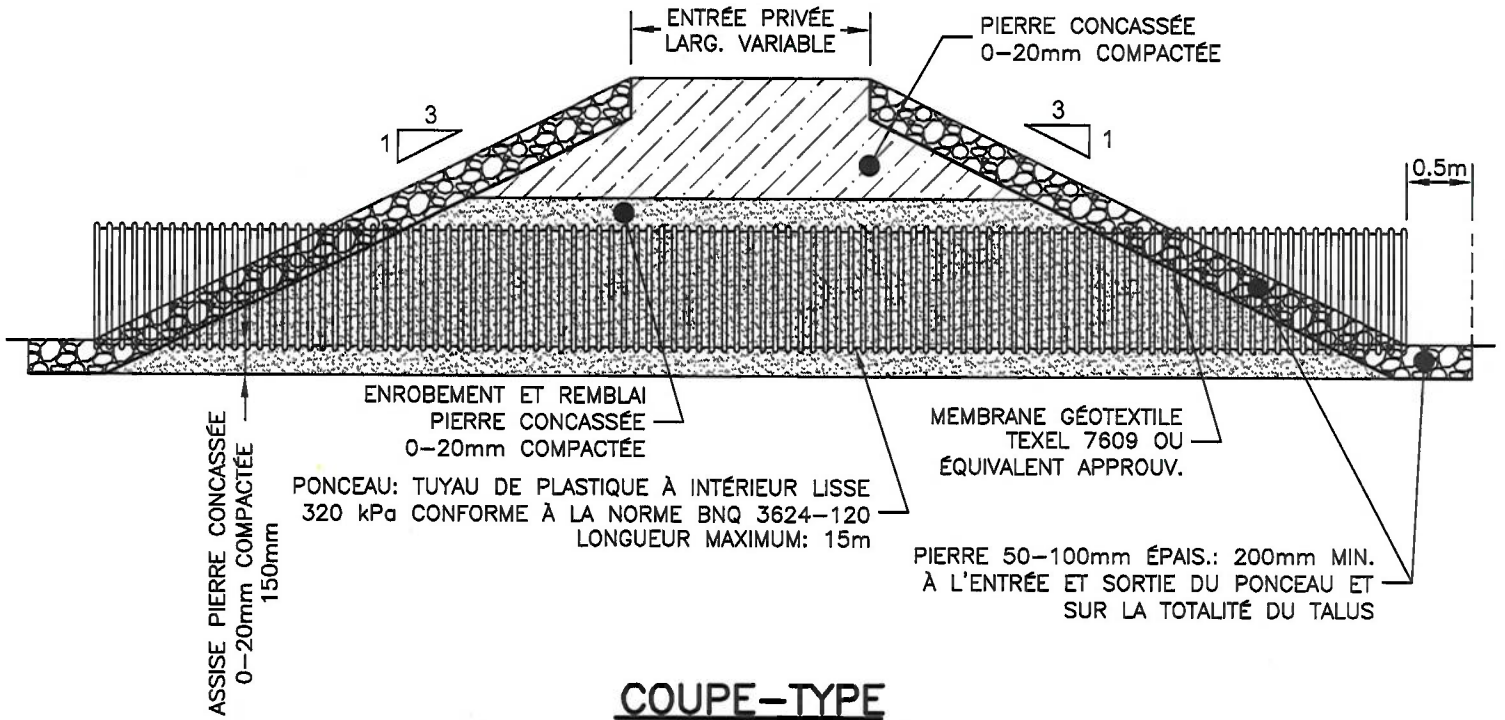 ENTRÉE PRIVÉE
LARG. VARIABLE
PIERRE CONCASSÉE
0-20mm COMPACTÉE
3
1
3
1
0.5m
ENROBEMENT ET REMBLAI
PIERRE CONCASSÉE
0-20mm COMPACTÉE
MEMBRANE GÉOTEXTILE
TEXEL 7609 OU
ÉQUIVALENT APPROUV.
PONCEAU: TUYAU DE PLASTIQUE À INTÉRIEUR LISSE
320 kPa CONFORME À LA NORME BNQ 3624-120
LONGUEUR MAXIMUM: 15m
PIERRE 50-100mm ÉPAIS.: 200mm MIN.
À L'ENTRÉE ET SORTIE DU PONCEAU ET
SUR LA TOTALITÉ DU TALUS
ASSISE PIERRE CONCASSÉE
0-20mm COMPACTÉE
150mm
COUPE-TYPE